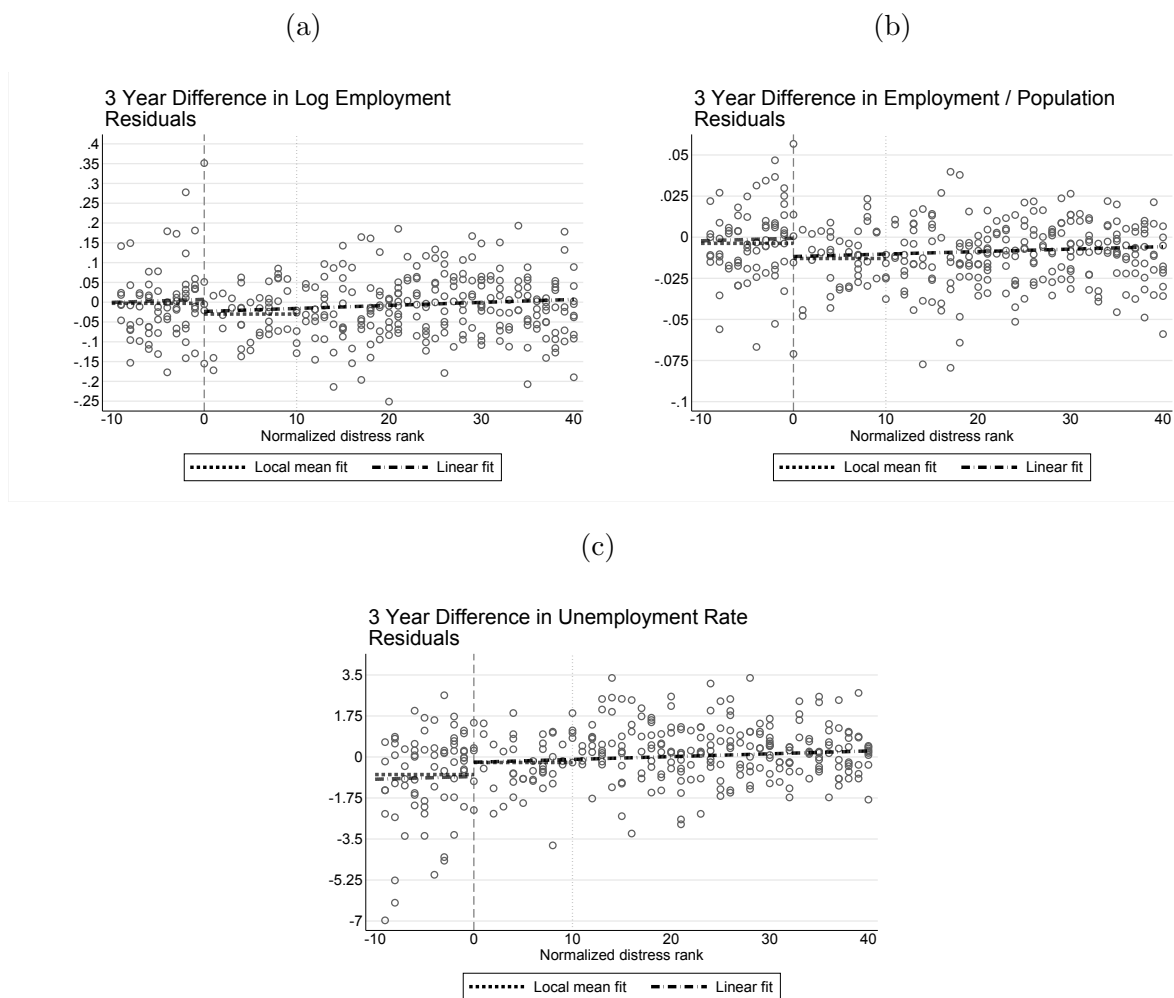 (a)
(b)
3 Year Difference in Log Employment
Residuals
.4
.35
.3
.25
.2
.15
.1
.05
0
-.05
-.1
-.15
-.2
-.25
-10 0 10 20 30 40
Normalized distress rank
Local mean fit Linear fit
3 Year Difference in Employment / Population
Residuals
.05
.025
0
-.025
-.05
-.075
-.1
-10 0 10 20 30 40
Normalized distress rank
Local mean fit Linear fit
(c)
3 Year Difference in Unemployment Rate
Residuals
3.5
1.75
0
-1.75
-3.5
-5.25
-7
-10 0 10 20 30 40
Normalized distress rank
Local mean fit Linear fit